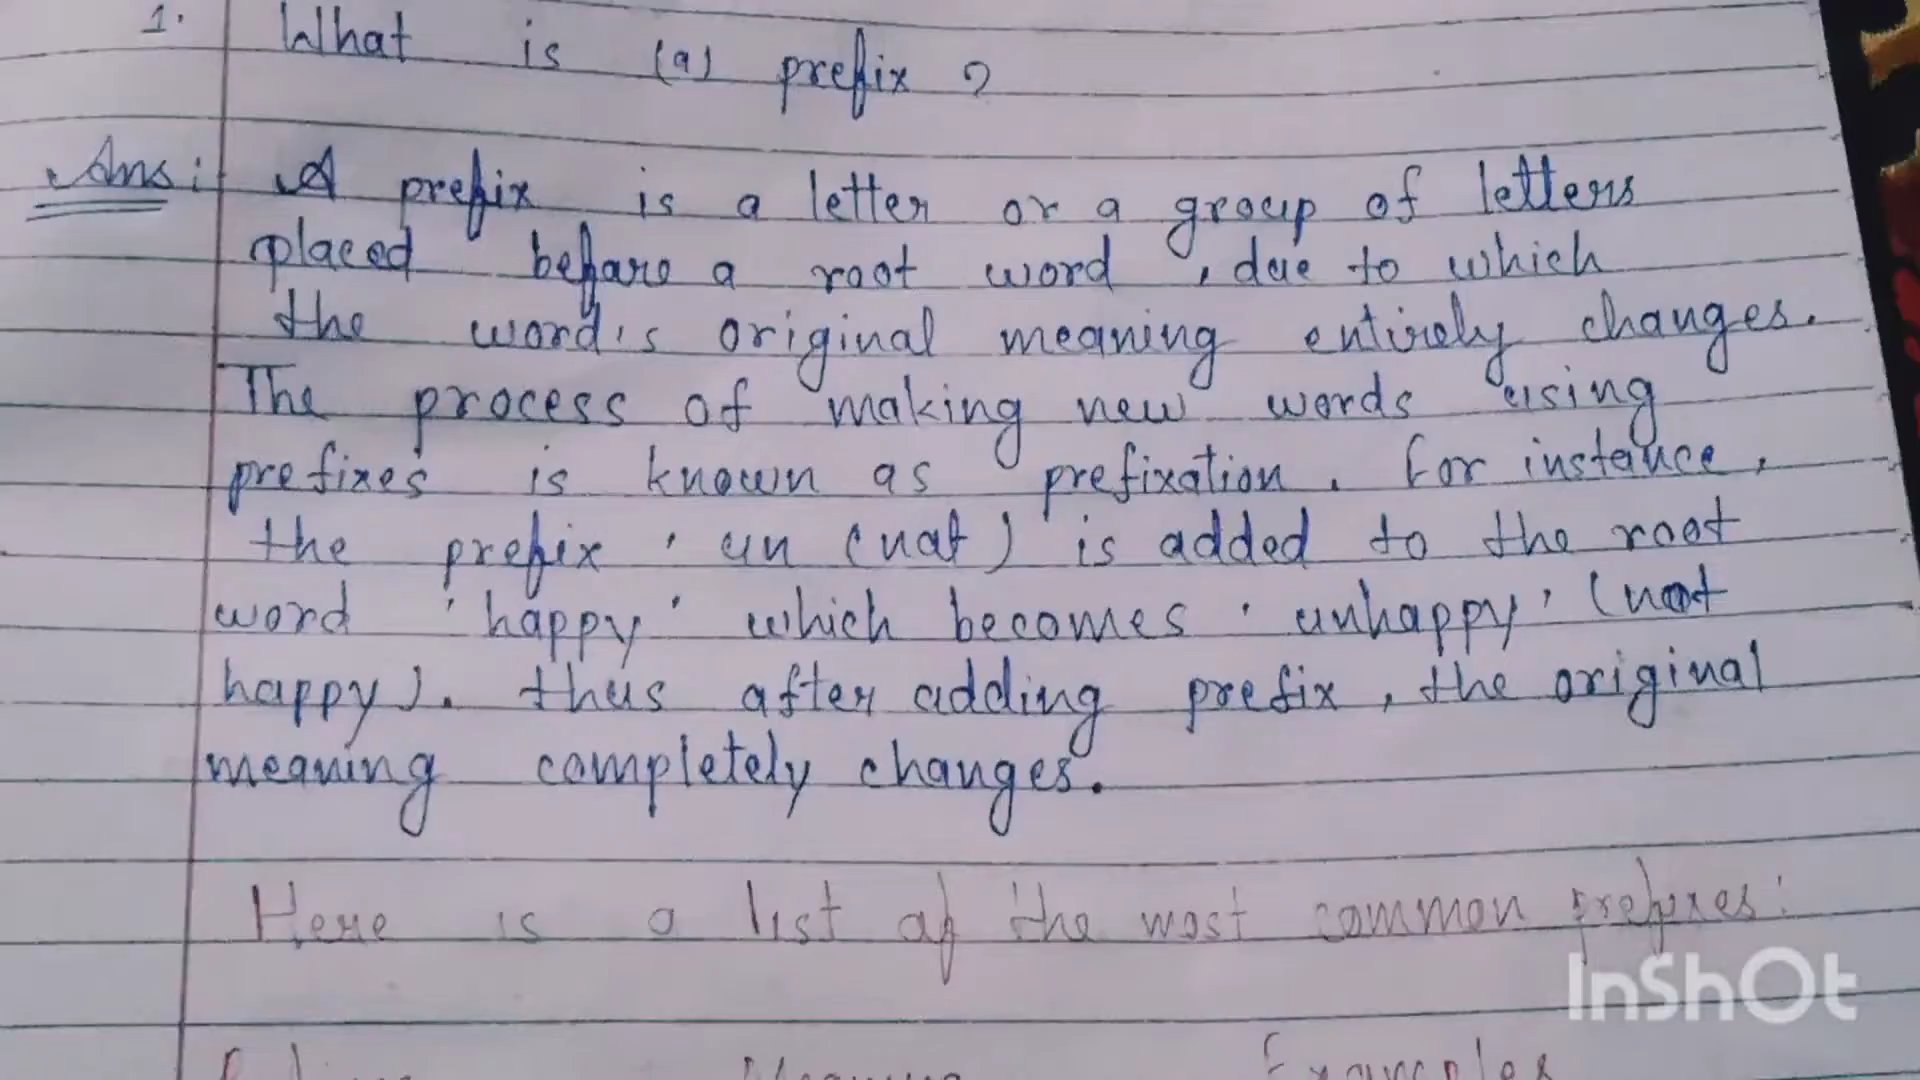 1. What is (a) prefix ?
Ans: A prefix is a letter or a group of letters
placed before a root word, due to which
the word's original meaning entirely changes.
The process of making new words using
prefixes is known as prefixation. For instance,
the prefix 'un (not) is added to the root
word 'happy' which becomes 'unhappy' (not
happy). thus after adding prefix, the original
meaning completely changes.
Here is a list of the most common prefixes:
InShOt
Meaning Examples